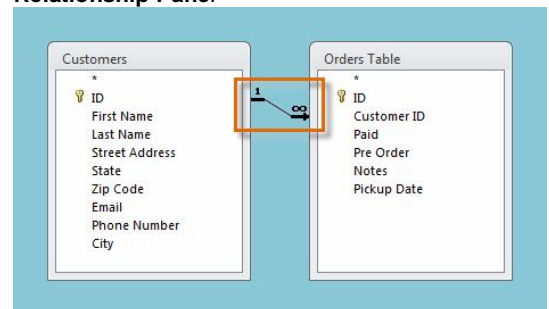 Relationship Pane.
Customers
*
ID
First Name
Last Name
Street Address
State
Zip Code
Email
Phone Number
City
1
∞
Orders Table
*
ID
Customer ID
Paid
Pre Order
Notes
Pickup Date